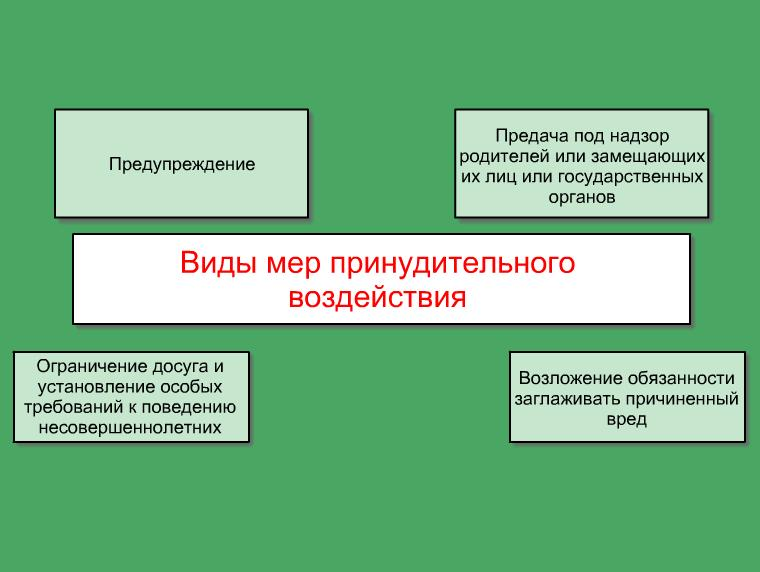 Предупреждение
Предача под надзор
родителей или замещающих
их лиц или государственных
органов
Виды мер принудительного
воздействия
Ограничение досуга и
установление особых
требований к поведению
несовершеннолетних
Возложение обязанности
заглаживать причиненный
вред